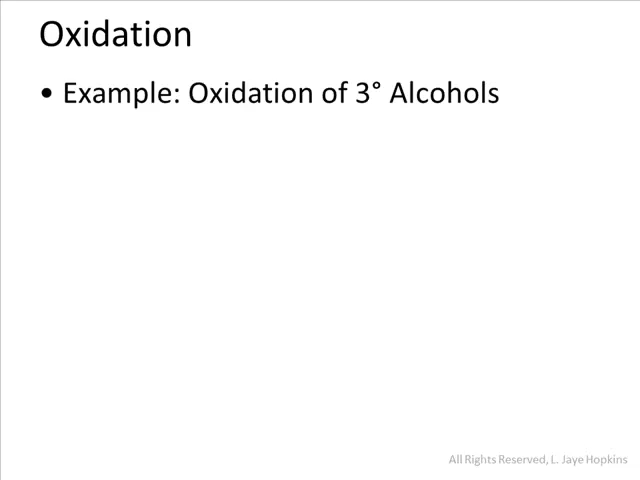 Oxidation
• Example: Oxidation of 3° Alcohols
All Rights Reserved, L. Jaye Hopkins